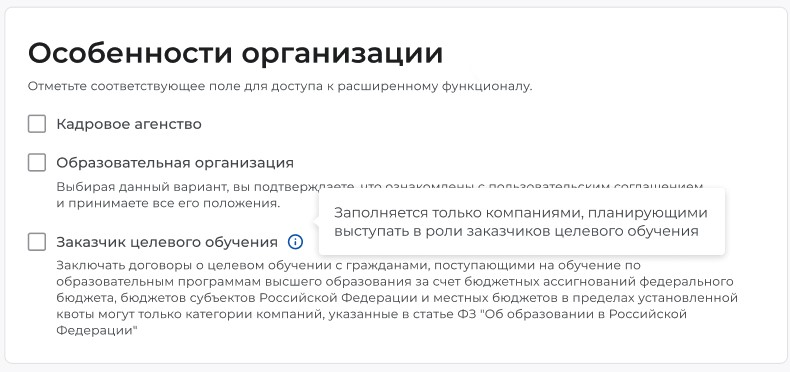 Особенности организации
Отметьте соответствующее поле для доступа к расширенному функционалу.
Кадровое агенство
Образовательная организация
Выбирая данный вариант, вы подтверждаете, что ознакомлены с пользовательским соглашением
и принимаете все его положения.
Заполняется только компаниями, планирующими
выступать в роли заказчиков целевого обучения
Заказчик целевого обучения
Заключать договоры о целевом обучении с гражданами, поступающими на обучение по
образовательным программам высшего образования за счет бюджетных ассигнований федерального
бюджета, бюджетов субъектов Российской Федерации и местных бюджетов в пределах установленной
квоты могут только категории компаний, указанные в статье ФЗ "Об образовании в Российской
Федерации"